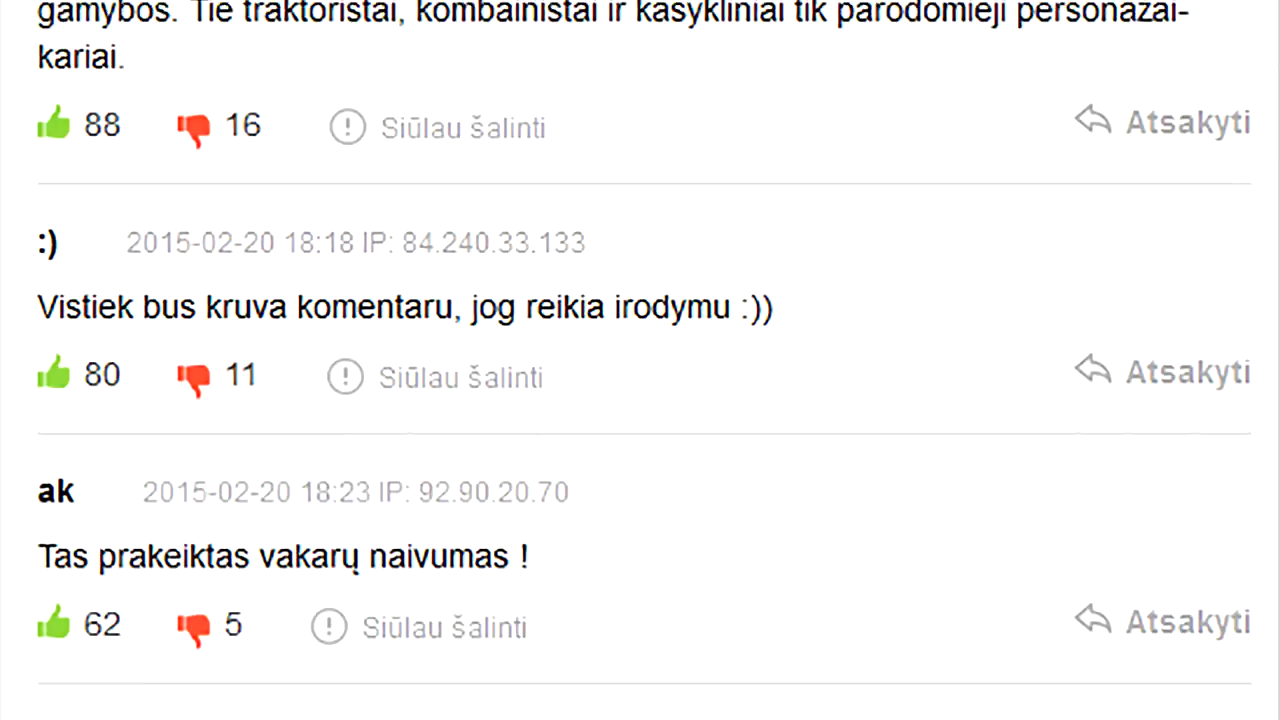 gamybos. Tie traktoristai, kombainistai ir kasykliniai tik parodomieji personazai-
kariai.
88 16 Siūlau šalinti Atsakyti
:) 2015-02-20 18:18 IP: 84.240.33.133
Vistiek bus kruva komentaru, jog reikia irodymu :))
80 11 Siūlau šalinti Atsakyti
ak 2015-02-20 18:23 IP: 92.90.20.70
Tas prakeiktas vakarų naivumas !
62 5 Siūlau šalinti Atsakyti